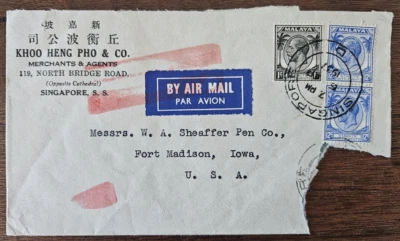 新嘉坡
丘衡波公司
KHOO HENG PHO & CO.
MERCHANTS & AGENTS
119, NORTH BRIDGE ROAD,
(Opposite Cathedral)
SINGAPORE, S. S.
MALAYA
MALAYA
BY AIR MAIL
PAR AVION
SINGAPORE
PM
Messrs. W. A. Sheaffer Pen Co.,
Fort Madison, Iowa,
U. S. A.